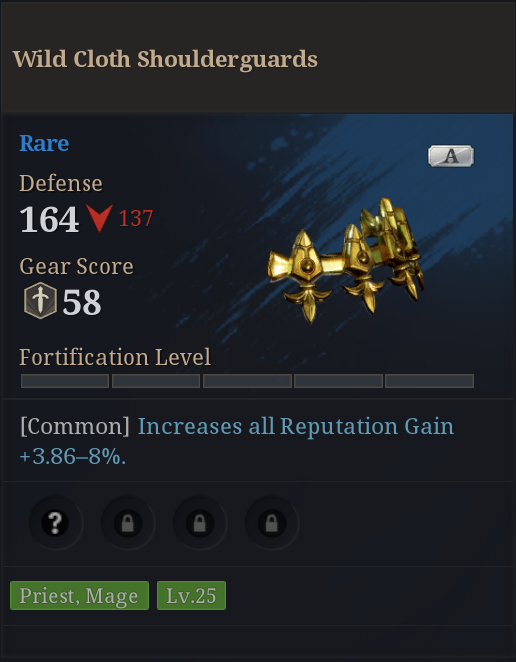 Wild Cloth Shoulderguards
Rare
A
Defense
164 137
Gear Score
58
Fortification Level
[Common] Increases all Reputation Gain
+3.86–8%.
?
Priest, Mage Lv.25